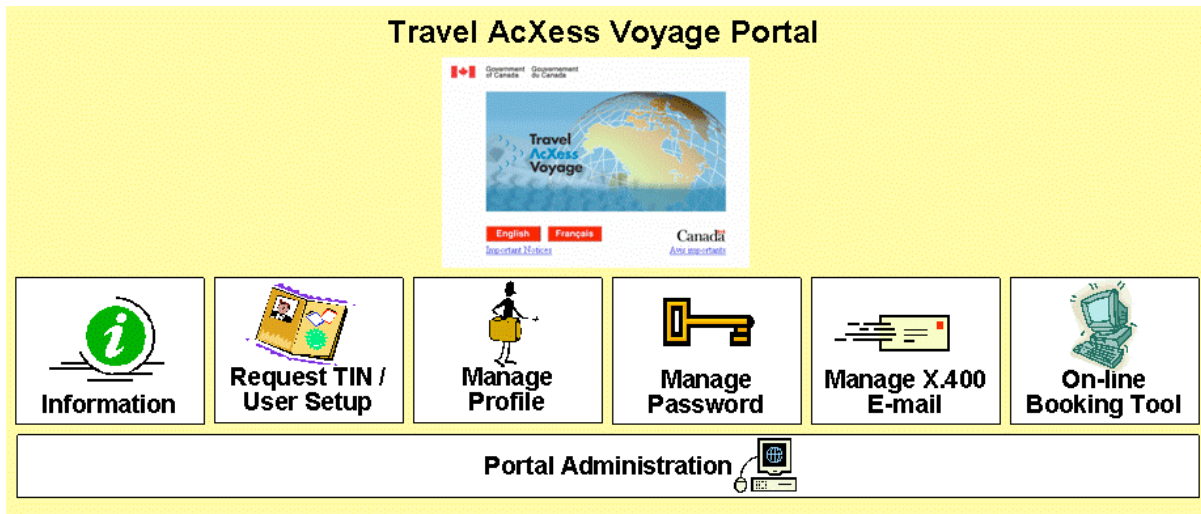 Travel AcXess Voyage Portal
Government Gouvernement
of Canada du Canada
Travel
AcXess
Voyage
English Français
Canada
Important Notices Avis importants
Information
Request TIN /
User Setup
Manage
Profile
Manage
Password
Manage X.400
E-mail
On-line
Booking Tool
Portal Administration